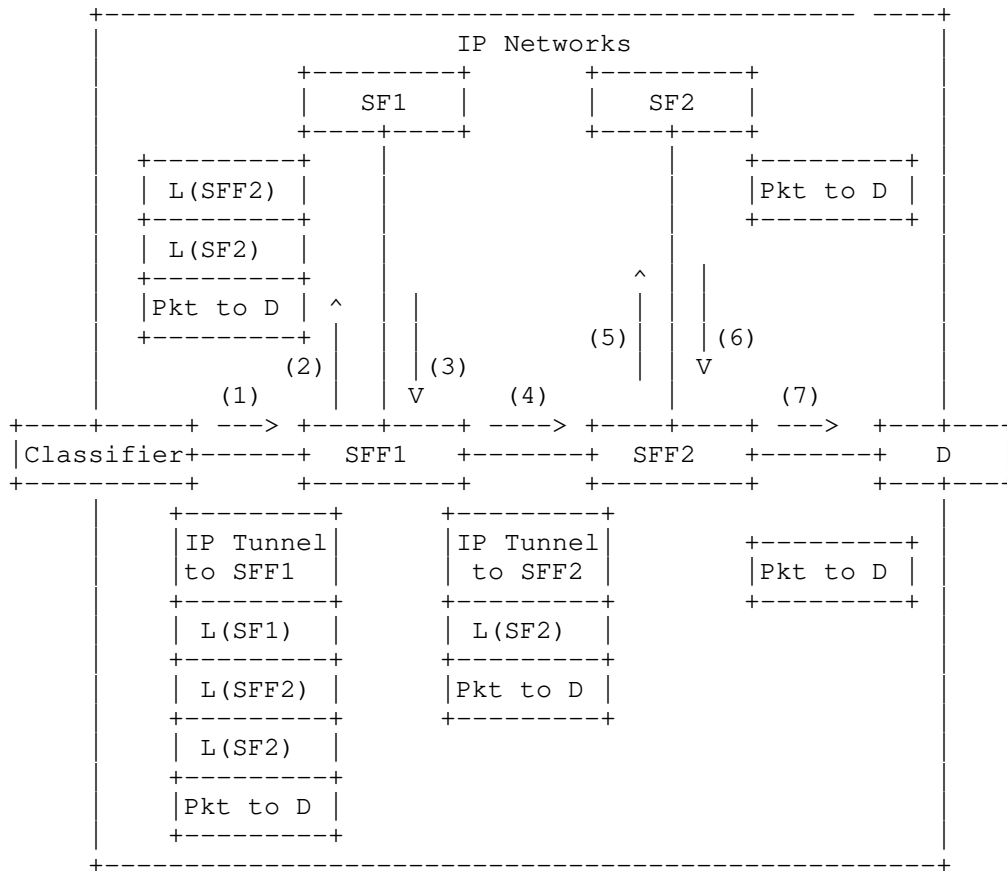 IP Networks
SF1 SF2
L(SFF2) Pkt to D
L(SF2)
Pkt to D
(5) (6)
(2) (3)
(1) (4) (7)
Classifier SFF1 SFF2 D
IP Tunnel IP Tunnel
to SFF1 to SFF2 Pkt to D
L(SF1) L(SF2)
L(SFF2) Pkt to D
L(SF2)
Pkt to D